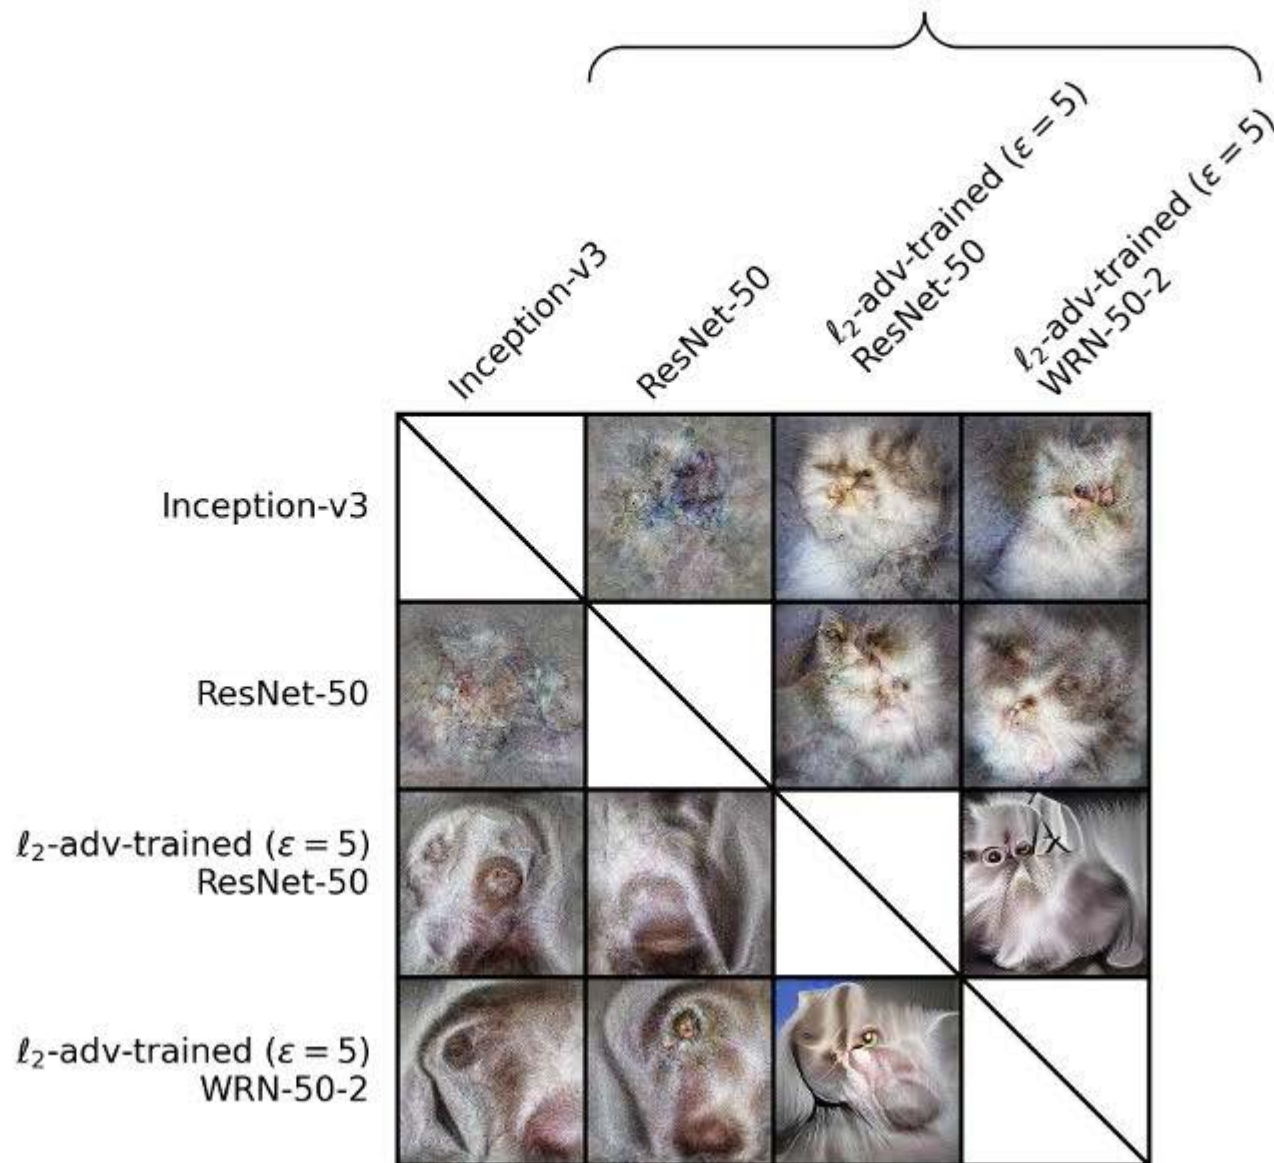 Inception-v3
ResNet-50
ℓ₂-adv-trained (ε = 5)
ResNet-50
ℓ₂-adv-trained (ε = 5)
WRN-50-2
Inception-v3
ResNet-50
ℓ₂-adv-trained (ε = 5)
ResNet-50
ℓ₂-adv-trained (ε = 5)
WRN-50-2